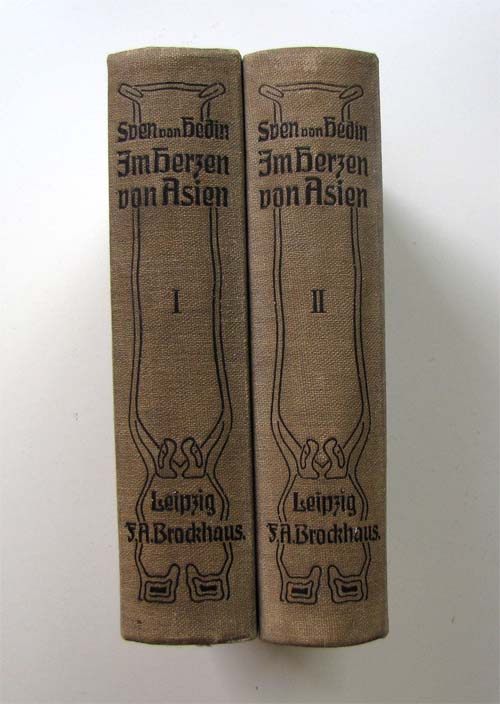 Sven von Hedin
Im Herzen
von Asien
I
Leipzig
F. A. Brockhaus.
Sven von Hedin
Im Herzen
von Asien
II
Leipzig
F. A. Brockhaus.